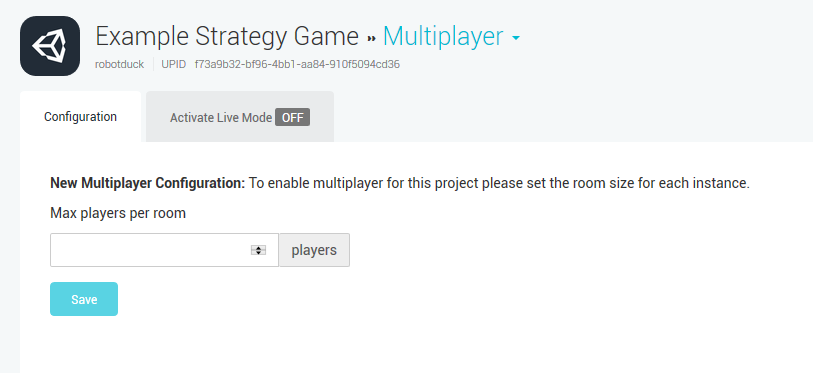 Example Strategy Game » Multiplayer
robotduck UPID f73a9b32-bf96-4bb1-aa84-910f5094cd36
Configuration Activate Live Mode OFF
New Multiplayer Configuration: To enable multiplayer for this project please set the room size for each instance.
Max players per room
players
Save